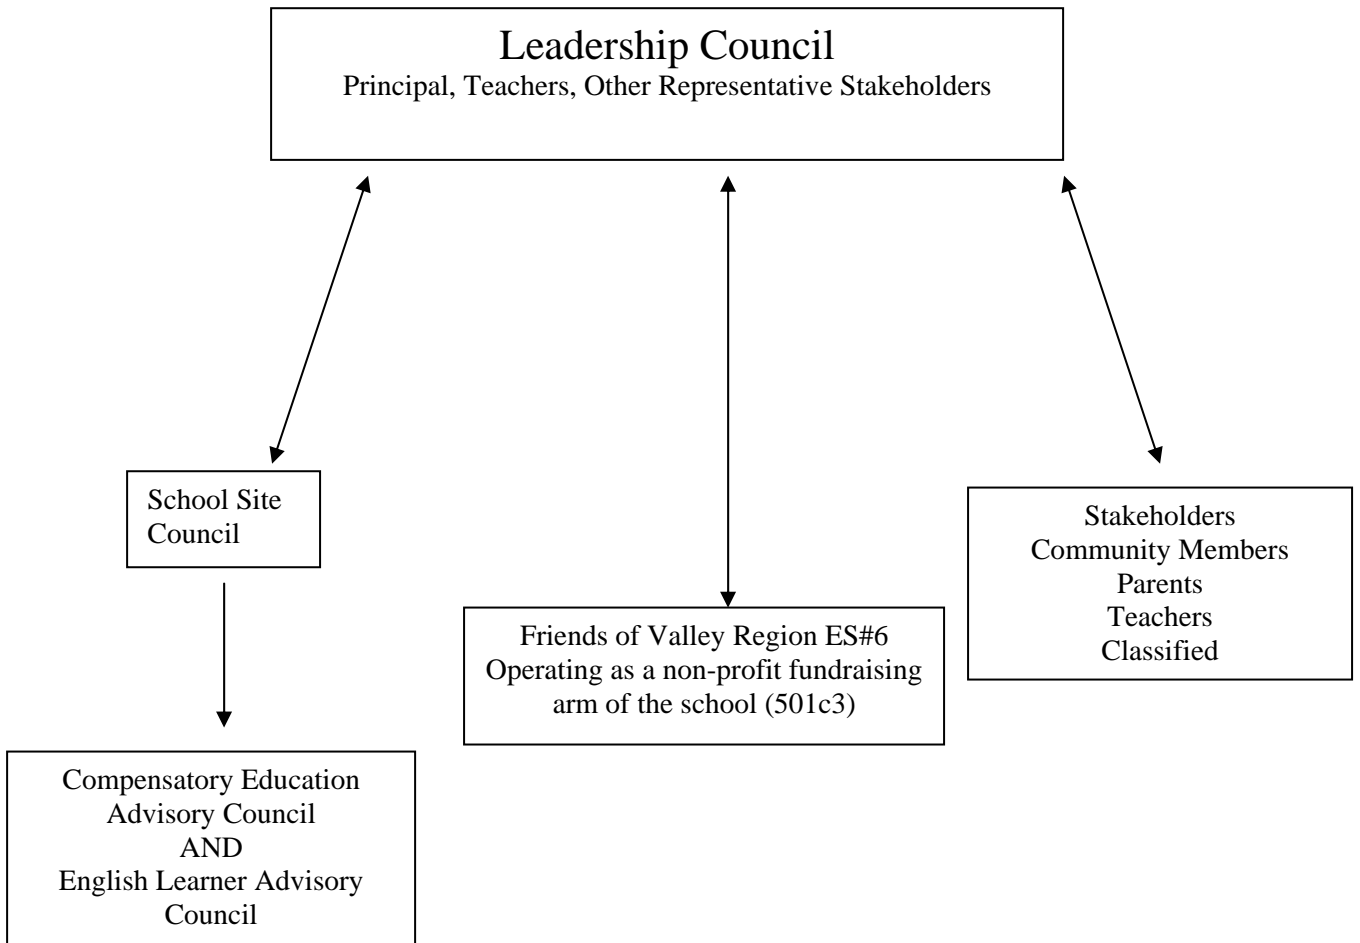 Leadership Council
Principal, Teachers, Other Representative Stakeholders
School Site
Council
Stakeholders
Community Members
Parents
Teachers
Classified
Friends of Valley Region ES#6
Operating as a non-profit fundraising
arm of the school (501c3)
Compensatory Education
Advisory Council
AND
English Learner Advisory
Council